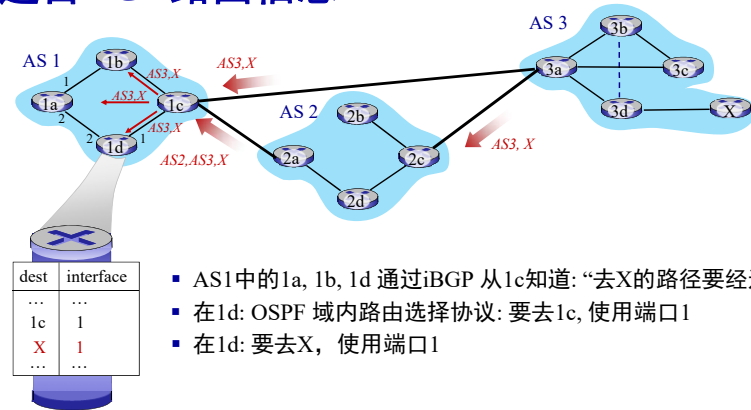 AS 3
3b
AS 1
1b
AS3,X
AS3,X
3a
3c
1
1a
AS3,X
1c
AS 2
2b
3d
X
2
AS3,X
2
1d
1
AS2,AS3,X
2a
2c
AS3, X
2d
dest interface
… …
1c 1
X 1
… …
▪ AS1中的1a, 1b, 1d 通过iBGP 从1c知道: “去X的路径要经
▪ 在1d: OSPF 域内路由选择协议: 要去1c, 使用端口1
▪ 在1d: 要去X，使用端口1